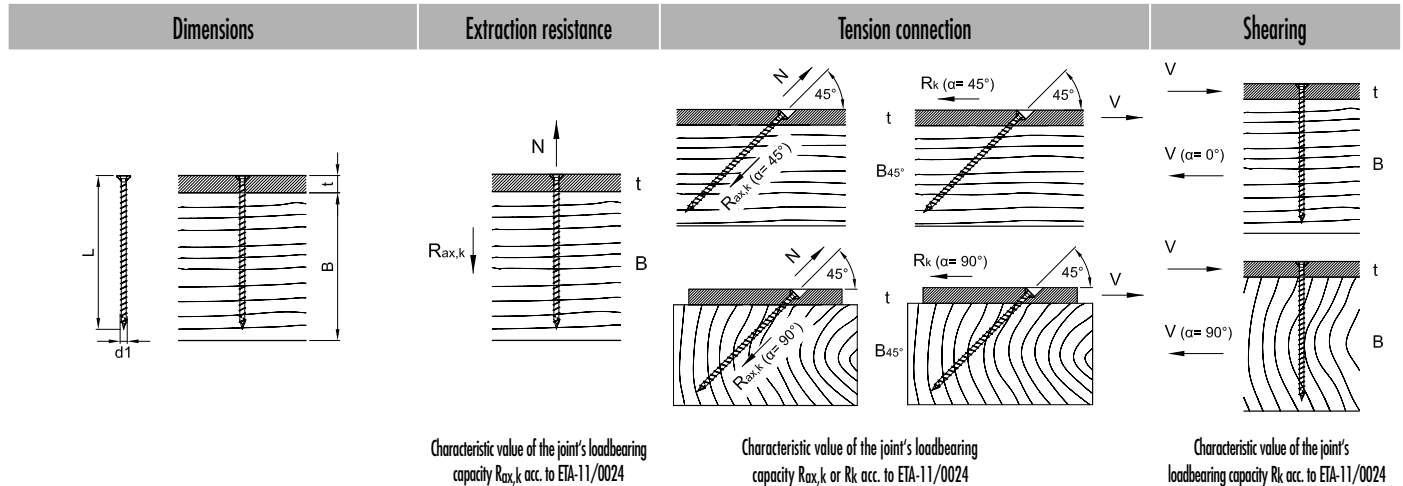 Dimensions
Extraction resistance
Tension connection
Shearing
L
d1
t
B
N
Rax,k
t
B
N
45°
Rax,k (α= 45°)
t
B45°
Rk (α= 45°)
45°
V
N
45°
Rax,k (α= 90°)
t
B45°
Rk (α= 90°)
45°
V
V
t
V (α= 0°)
B
V
t
V (α= 90°)
B
Characteristic value of the joint's loadbearing
capacity Rax,k acc. to ETA-11/0024
Characteristic value of the joint's loadbearing
capacity Rax,k or Rk acc. to ETA-11/0024
Characteristic value of the joint's
loadbearing capacity Rk acc. to ETA-11/0024